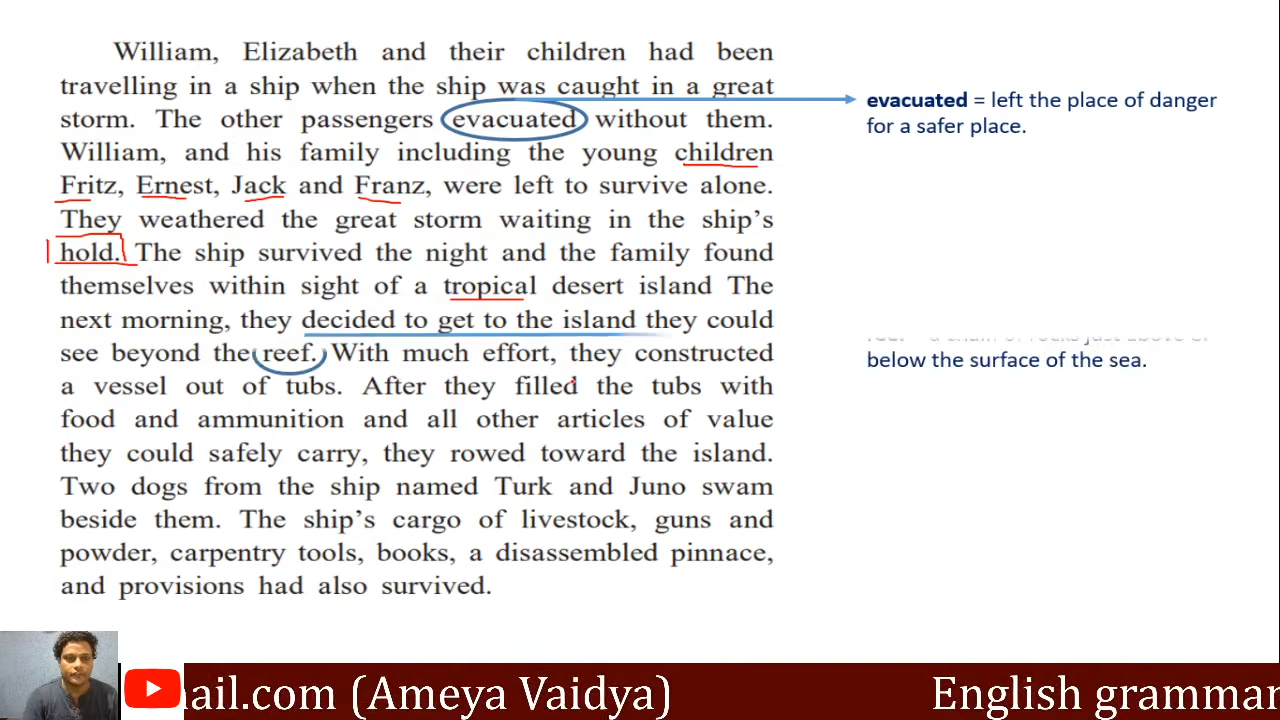 William, Elizabeth and their children had been
travelling in a ship when the ship was caught in a great
storm. The other passengers evacuated without them.
William, and his family including the young children
Fritz, Ernest, Jack and Franz, were left to survive alone.
They weathered the great storm waiting in the ship's
hold. The ship survived the night and the family found
themselves within sight of a tropical desert island The
next morning, they decided to get to the island they could
see beyond the reef. With much effort, they constructed
a vessel out of tubs. After they filled the tubs with
food and ammunition and all other articles of value
they could safely carry, they rowed toward the island.
Two dogs from the ship named Turk and Juno swam
beside them. The ship's cargo of livestock, guns and
powder, carpentry tools, books, a disassembled pinnace,
and provisions had also survived.
evacuated = left the place of danger
for a safer place.
below the surface of the sea.
ail.com (Ameya Vaidya)
English grammar